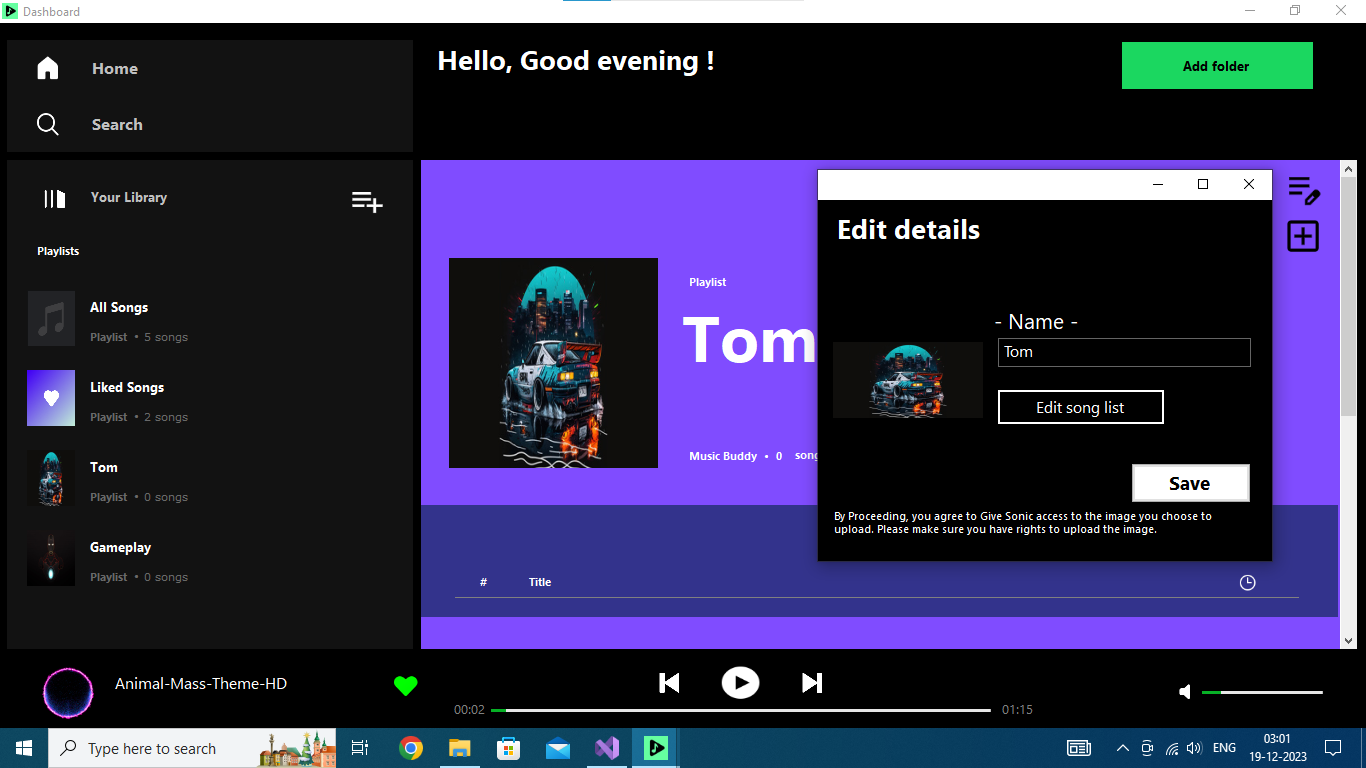 Dashboard
Home
Search
Hello, Good evening !
Add folder
Your Library
Playlists
All Songs
Playlist • 5 songs
Liked Songs
Playlist • 2 songs
Tom
Playlist • 0 songs
Gameplay
Playlist • 0 songs
Playlist
Tom
Music Buddy • 0 song
# Title
Edit details
- Name -
Tom
Edit song list
Save
By Proceeding, you agree to Give Sonic access to the image you choose to
upload. Please make sure you have rights to upload the image.
Animal-Mass-Theme-HD
00:02
01:15
Type here to search
ENG
03:01
19-12-2023